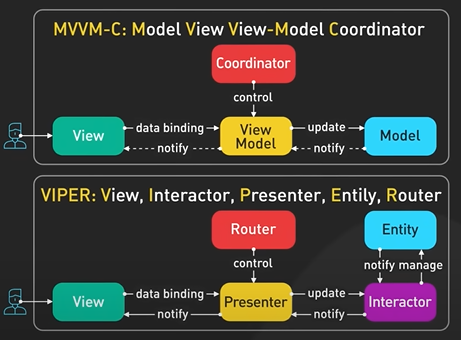 MVVM-C: Model View View-Model Coordinator
Coordinator
control
View
data binding
notify
View
Model
update
notify
Model
VIPER: View, Interactor, Presenter, Entily, Router
Router
Entity
control
notify manage
View
data binding
notify
Presenter
update
notify
Interactor